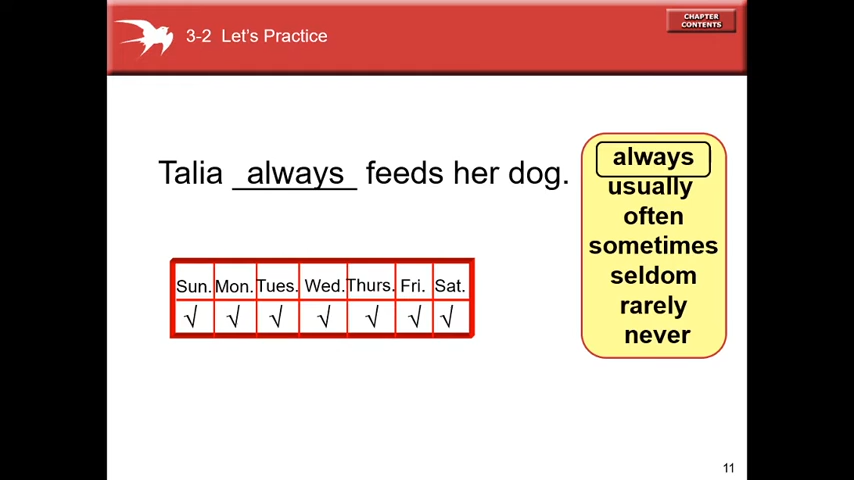 3-2 Let's Practice
CHAPTER
CONTENTS
Talia always feeds her dog.
always
usually
often
sometimes
seldom
rarely
never
Sun. Mon. Tues. Wed. Thurs. Fri. Sat.
√ √ √ √ √ √ √
11